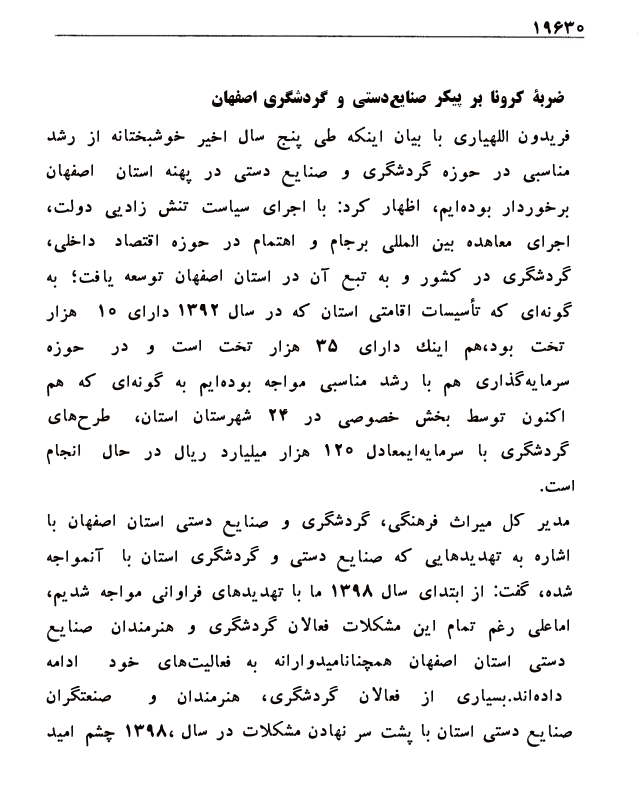 ۱۹۶۳۰
ضربهٔ کرونا بر پیکر صنایع‌دستی و گردشگری اصفهان
فریدون اللهیاری با بیان اینکه طی پنج سال اخیر خوشبختانه از رشد
مناسبی در حوزه گردشگری و صنایع دستی در پهنه استان اصفهان
برخوردار بوده‌ایم، اظهار کرد: با اجرای سیاست تنش زادیی دولت،
اجرای معاهده بین المللی برجام و اهتمام در حوزه اقتصاد داخلی،
گردشگری در کشور و به تبع آن در استان اصفهان توسعه یافت؛ به
گونه‌ای که تأسیسات اقامتی استان که در سال ۱۳۹۲ دارای ۱۰ هزار
تخت بود،هم اینك دارای ۳۵ هزار تخت است و در حوزه
سرمایه‌گذاری هم با رشد مناسبی مواجه بوده‌ایم به گونه‌ای که هم
اکنون توسط بخش خصوصی در ۲۴ شهرستان استان، طرح‌های
گردشگری با سرمایه‌ایمعادل ۱۲۰ هزار میلیارد ریال در حال انجام
است.
مدیر کل میراث فرهنگی، گردشگری و صنایع دستی استان اصفهان با
اشاره به تهدیدهایی که صنایع دستی و گردشگری استان با آنمواجه
شده، گفت: از ابتدای سال ۱۳۹۸ ما با تهدیدهای فراوانی مواجه شدیم،
اماعلی رغم تمام این مشکلات فعالان گردشگری و هنرمندان صنایع
دستی استان اصفهان همچنانامیدوارانه به فعالیت‌های خود ادامه
داده‌اند.بسیاری از فعالان گردشگری، هنرمندان و صنعتگران
صنایع دستی استان با پشت سر نهادن مشکلات در سال ،۱۳۹۸ چشم امید